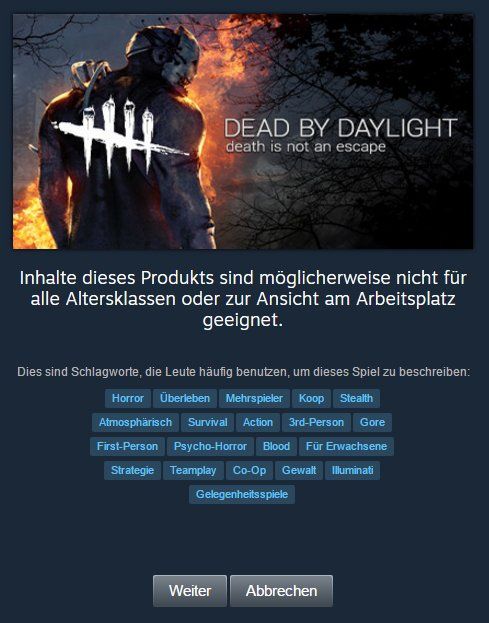 DEAD BY DAYLIGHT
death is not an escape
Inhalte dieses Produkts sind möglicherweise nicht für
alle Altersklassen oder zur Ansicht am Arbeitsplatz
geeignet.
Dies sind Schlagworte, die Leute häufig benutzen, um dieses Spiel zu beschreiben:
Horror Überleben Mehrspieler Koop Stealth
Atmosphärisch Survival Action 3rd-Person Gore
First-Person Psycho-Horror Blood Für Erwachsene
Strategie Teamplay Co-Op Gewalt Illuminati
Gelegenheitsspiele
Weiter Abbrechen